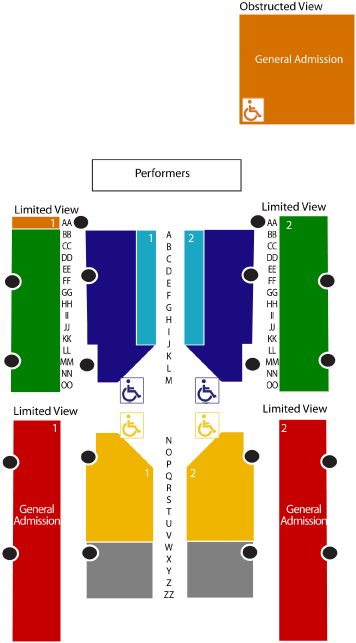 Obstructed View
General Admission
Performers
Limited View
Limited View
1
AA
BB
CC
DD
EE
FF
GG
HH
II
JJ
KK
LL
MM
NN
OO
1
A
B
C
D
E
F
G
H
I
J
K
L
M
2
AA
BB
CC
DD
EE
FF
GG
HH
II
JJ
KK
LL
MM
NN
OO
2
Limited View
Limited View
1
General
Admission
1
N
O
P
Q
R
S
T
U
V
W
X
Y
Z
ZZ
2
2
General
Admission